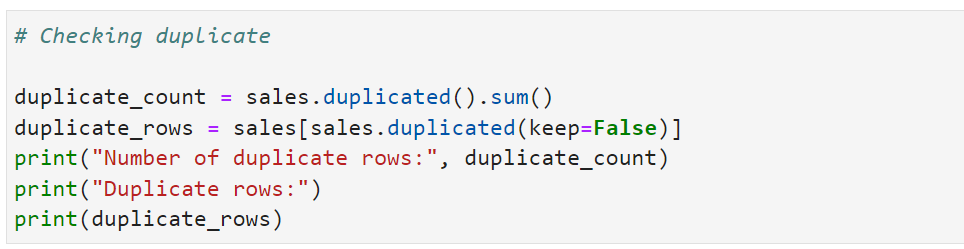 # Checking duplicate
duplicate_count = sales.duplicated().sum()
duplicate_rows = sales[sales.duplicated(keep=False)]
print("Number of duplicate rows:", duplicate_count)
print("Duplicate rows:")
print(duplicate_rows)